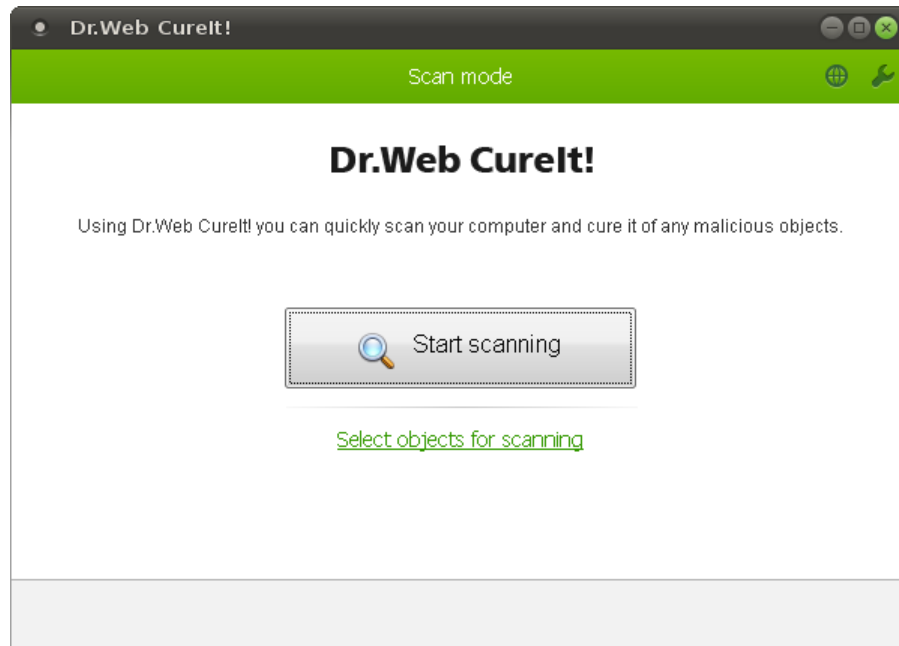 Dr.Web CureIt!
Scan mode
Dr.Web CureIt!
Using Dr.Web CureIt! you can quickly scan your computer and cure it of any malicious objects.
Start scanning
Select objects for scanning